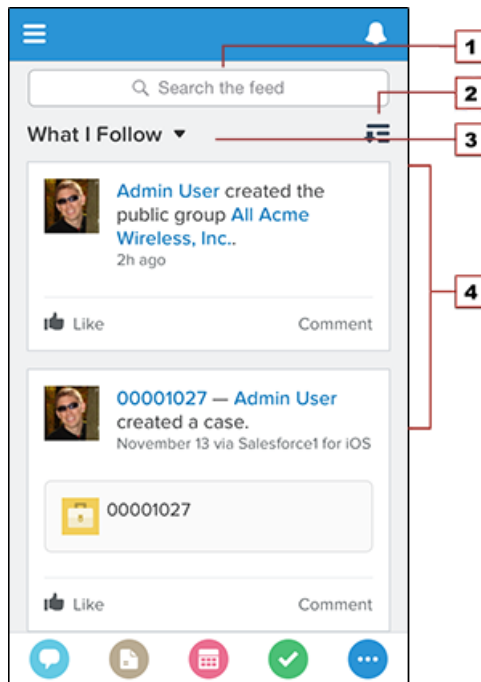 1
Search the feed
2
What I Follow
3
Admin User created the
public group All Acme
Wireless, Inc..
2h ago
4
Like Comment
00001027 — Admin User
created a case.
November 13 via Salesforce1 for iOS
00001027
Like Comment